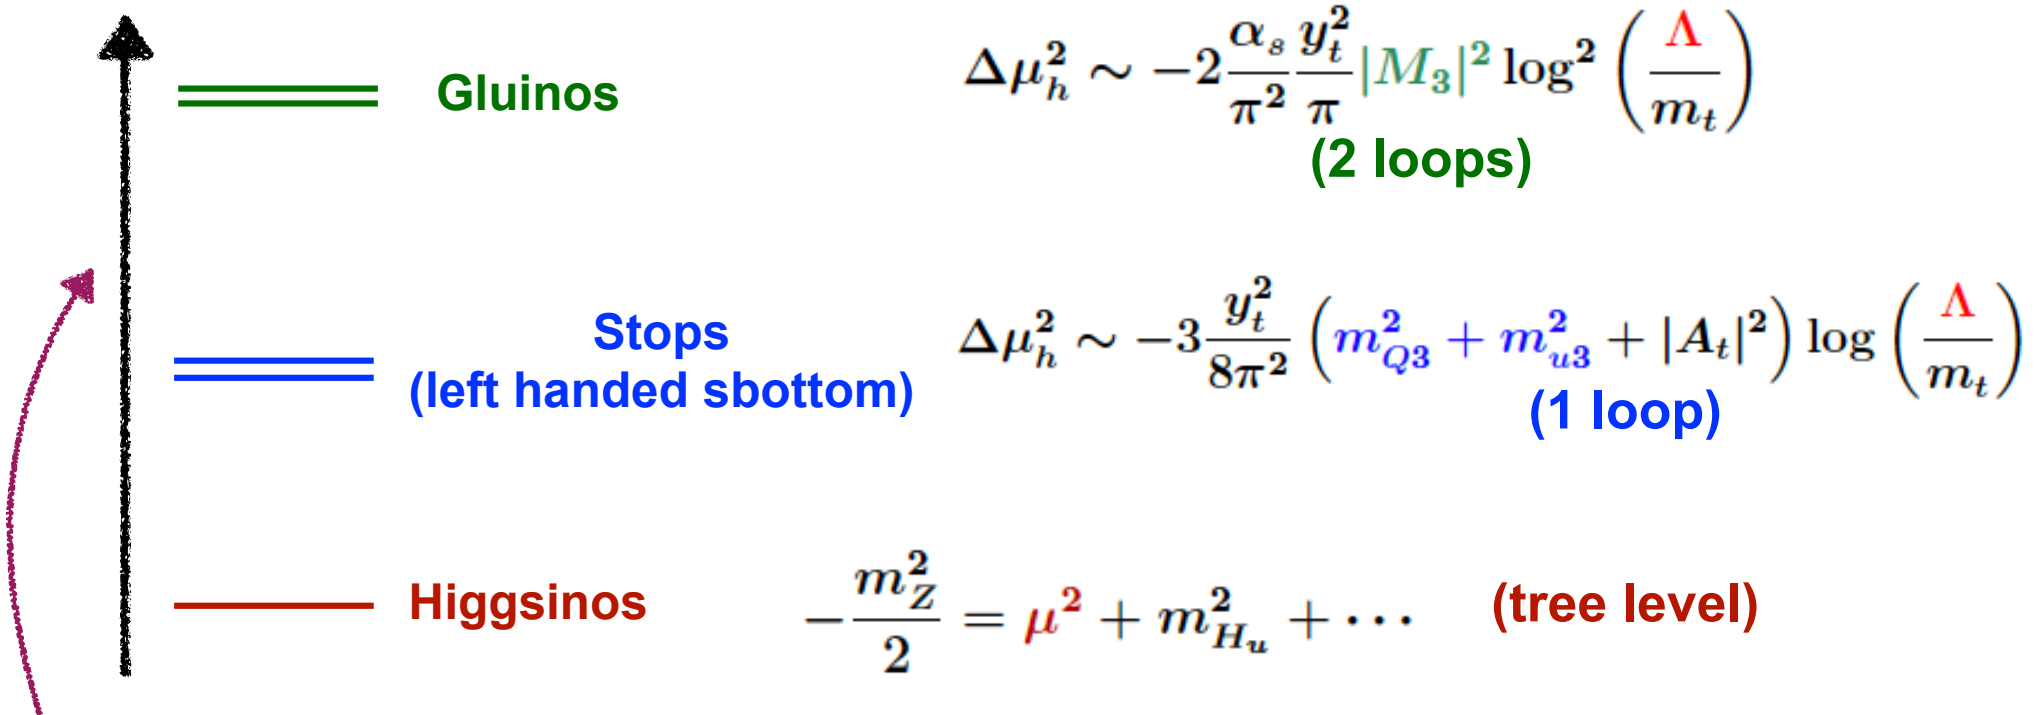 Gluinos
Δμ_h^2 ∼ −2 α_s/π^2 y_t^2/π |M_3|^2 log^2 (Λ/m_t)
(2 loops)
Stops
(left handed sbottom)
Δμ_h^2 ∼ −3 y_t^2/8π^2 (m_{Q3}^2 + m_{u3}^2 + |A_t|^2) log (Λ/m_t)
(1 loop)
Higgsinos
−m_Z^2/2 = μ^2 + m_{H_u}^2 + ⋯
(tree level)